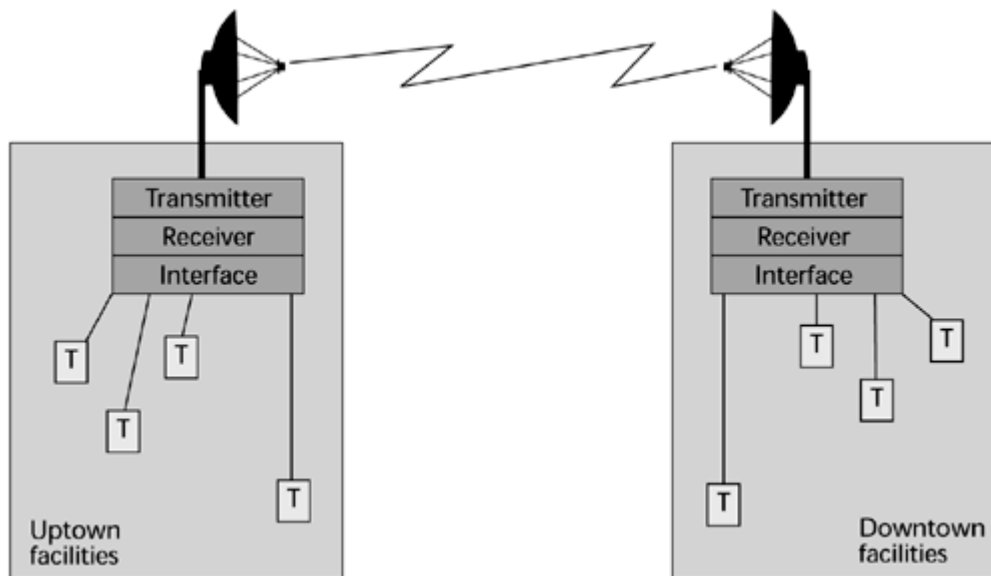 Transmitter
Receiver
Interface
T
T
T
T
Uptown
facilities
Transmitter
Receiver
Interface
T
T
T
T
Downtown
facilities